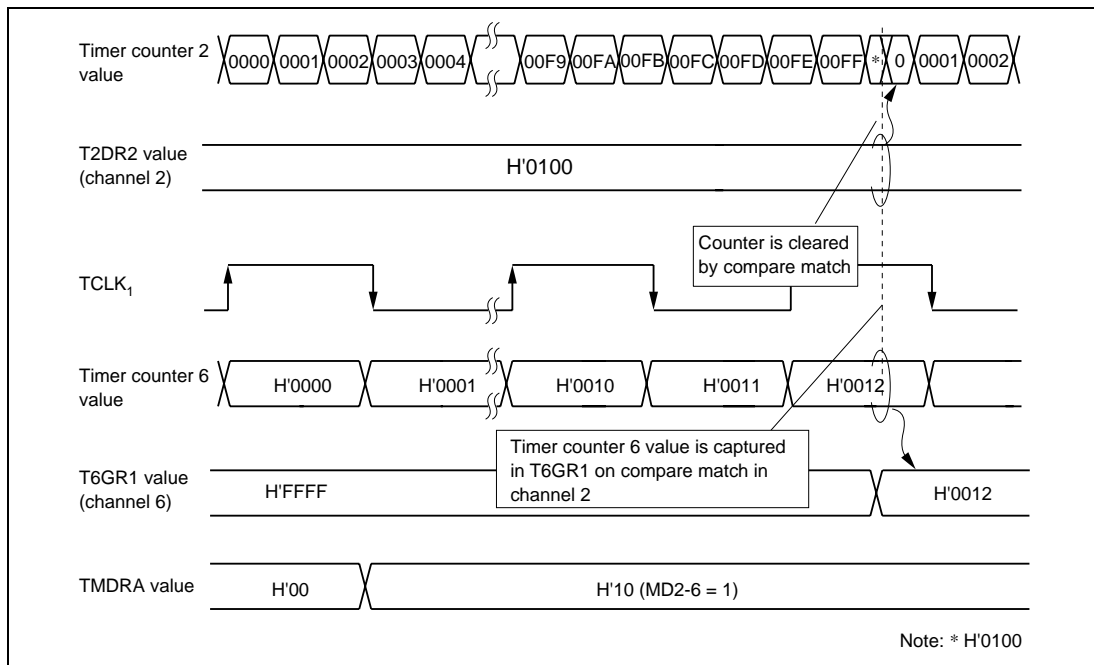 Timer counter 2
value
0000 0001 0002 0003 0004 00F9 00FA 00FB 00FC 00FD 00FE 00FF * 0 0001 0002
T2DR2 value
(channel 2)
H'0100
Counter is cleared
by compare match
TCLK1
Timer counter 6
value
H'0000 H'0001 H'0010 H'0011 H'0012
Timer counter 6 value is captured
in T6GR1 on compare match in
channel 2
T6GR1 value
(channel 6)
H'FFFF
H'0012
TMDRA value
H'00
H'10 (MD2-6 = 1)
Note: * H'0100